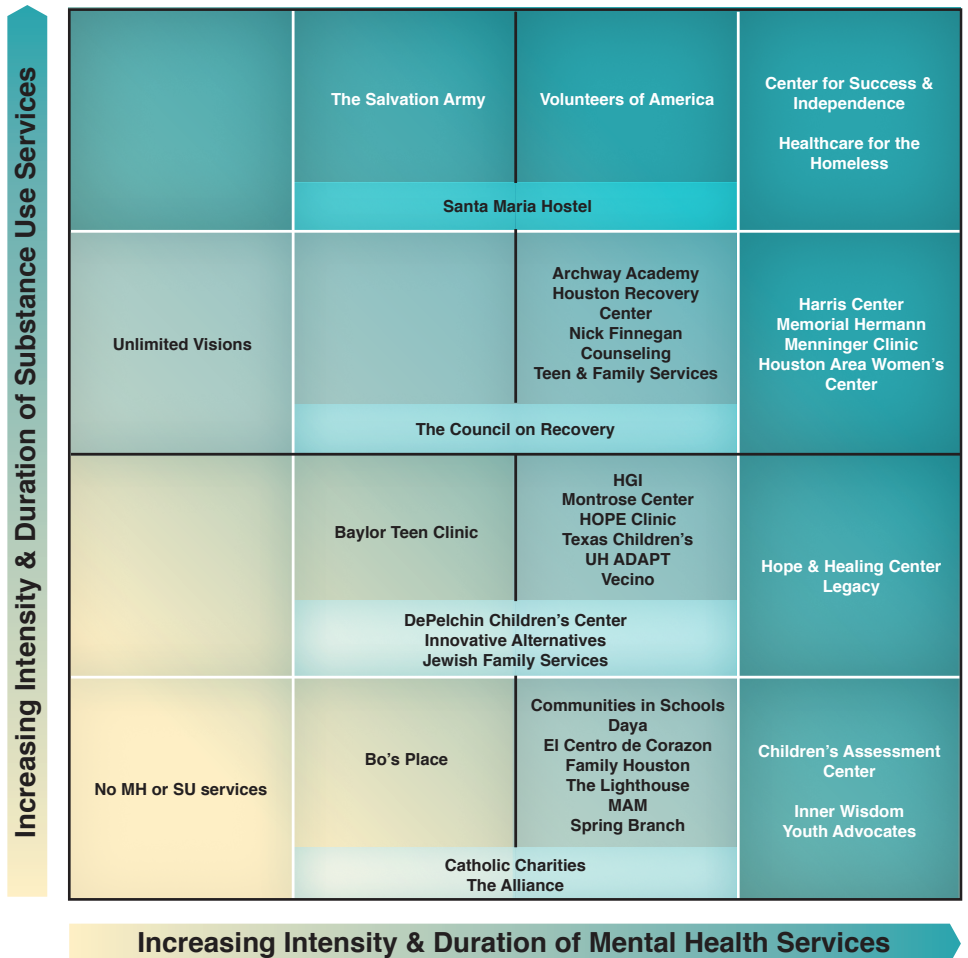 Increasing Intensity & Duration of Substance Use Services
The Salvation Army
Volunteers of America
Center for Success &
Independence
Healthcare for the
Homeless
Santa Maria Hostel
Unlimited Visions
Archway Academy
Houston Recovery
Center
Nick Finnegan
Counseling
Teen & Family Services
Harris Center
Memorial Hermann
Menninger Clinic
Houston Area Women's
Center
The Council on Recovery
Baylor Teen Clinic
HGI
Montrose Center
HOPE Clinic
Texas Children's
UH ADAPT
Vecino
Hope & Healing Center
Legacy
DePelchin Children's Center
Innovative Alternatives
Jewish Family Services
No MH or SU services
Bo's Place
Communities in Schools
Daya
El Centro de Corazon
Family Houston
The Lighthouse
MAM
Spring Branch
Children's Assessment
Center
Inner Wisdom
Youth Advocates
Catholic Charities
The Alliance
Increasing Intensity & Duration of Mental Health Services